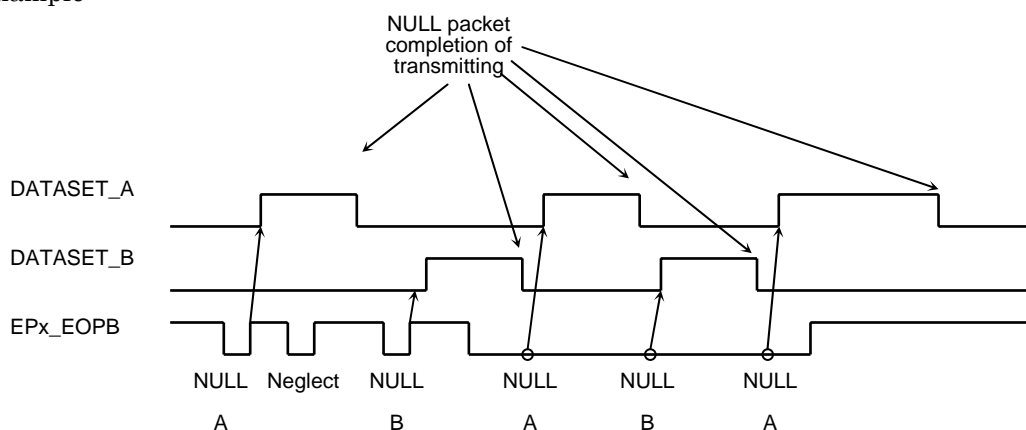 NULL packet
completion of
transmitting
DATASET_A
DATASET_B
EPx_EOPB
NULL Neglect NULL NULL NULL NULL
A B A B A